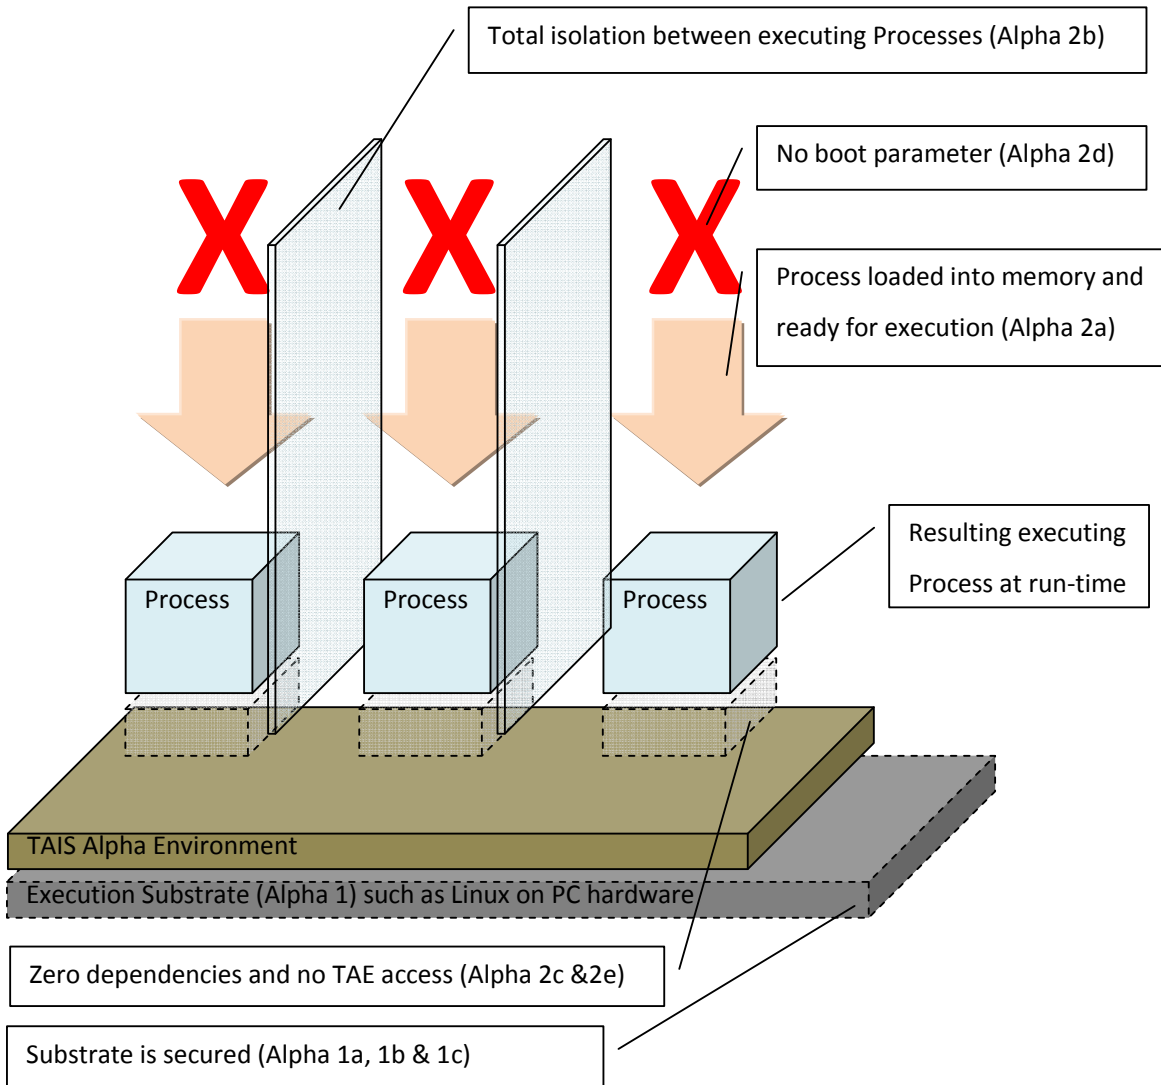 Total isolation between executing Processes (Alpha 2b)
No boot parameter (Alpha 2d)
X X X
Process loaded into memory and
ready for execution (Alpha 2a)
Resulting executing
Process at run-time
Process Process Process
TAIS Alpha Environment
Execution Substrate (Alpha 1) such as Linux on PC hardware
Zero dependencies and no TAE access (Alpha 2c &2e)
Substrate is secured (Alpha 1a, 1b & 1c)